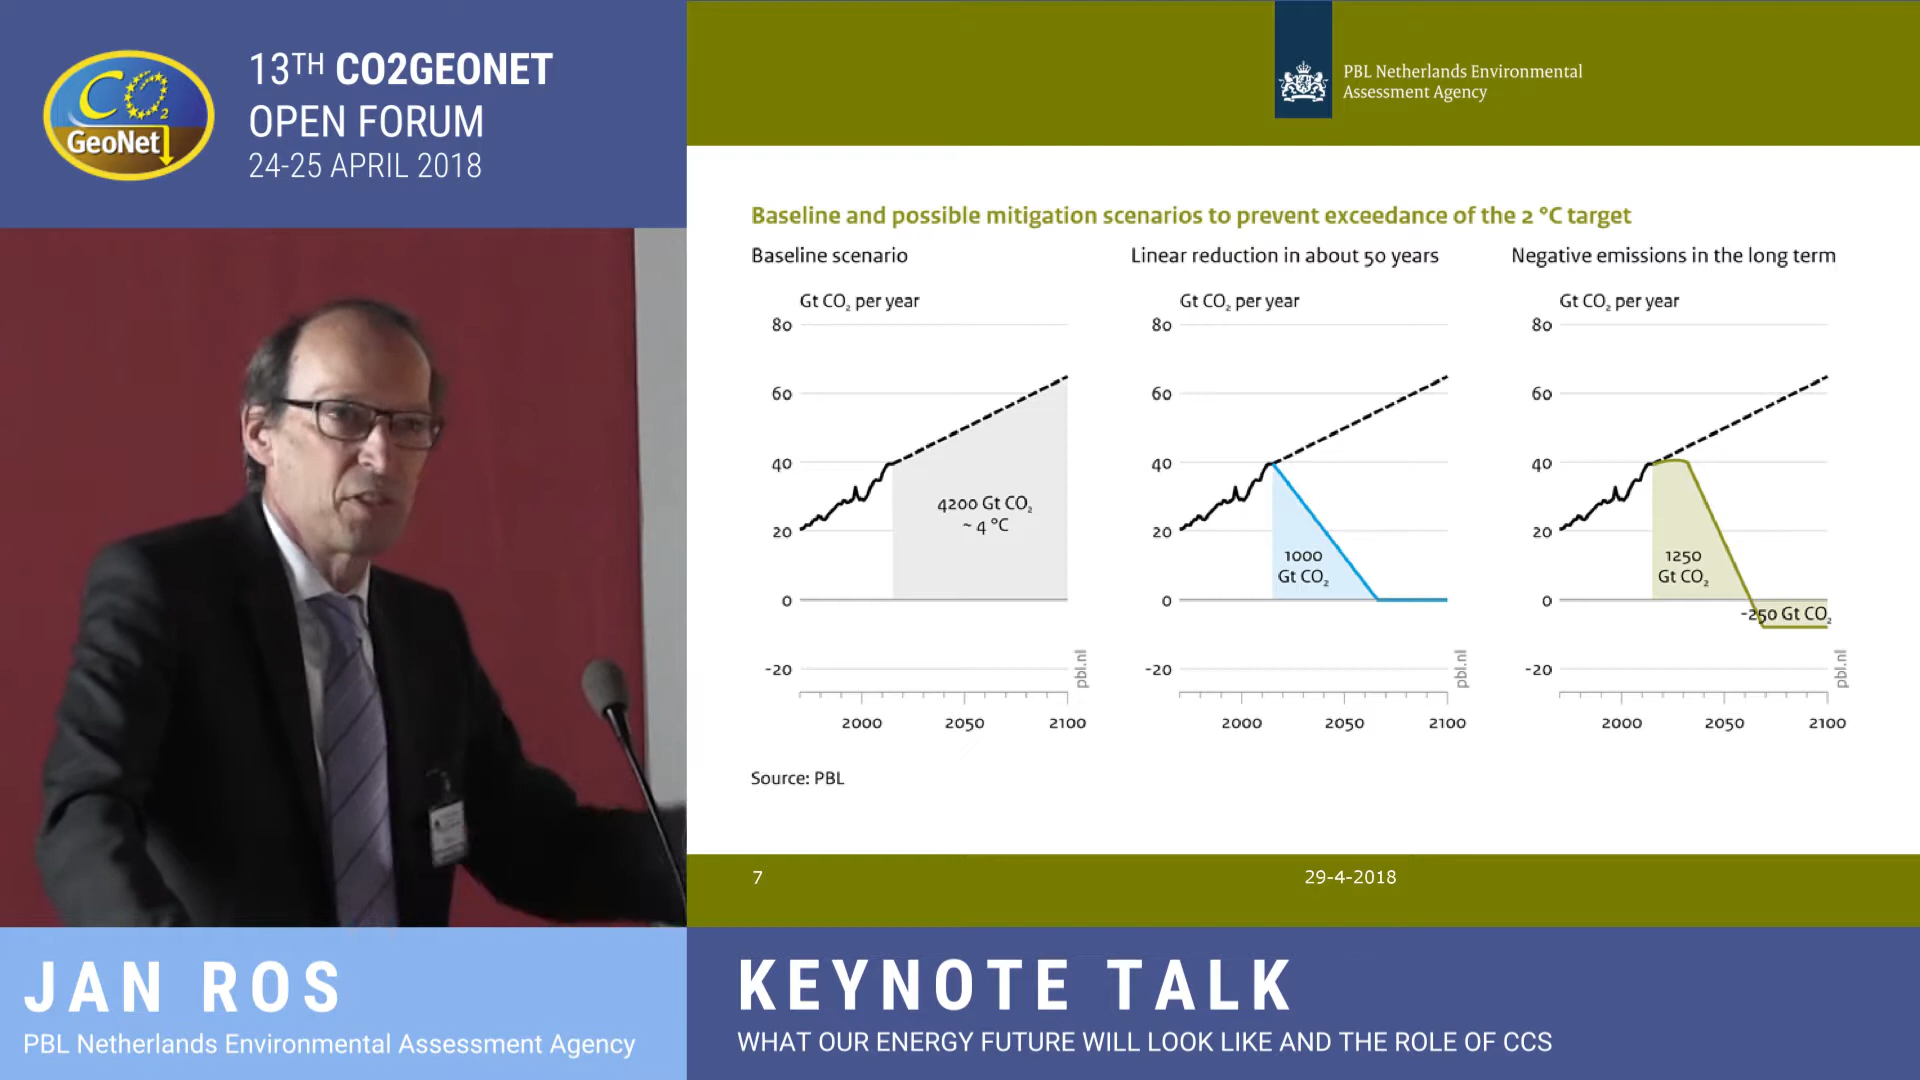 CO2
GeoNet
13TH CO2GEONET
OPEN FORUM
24-25 APRIL 2018
PBL Netherlands Environmental
Assessment Agency
Baseline and possible mitigation scenarios to prevent exceedance of the 2 °C target
Baseline scenario
Gt CO₂ per year
80
60
40
20
0
-20
4200 Gt CO₂
~ 4 °C
2000 2050 2100
pbl.nl
Linear reduction in about 50 years
Gt CO₂ per year
80
60
40
20
0
-20
1000
Gt CO₂
2000 2050 2100
pbl.nl
Negative emissions in the long term
Gt CO₂ per year
80
60
40
20
0
-20
1250
Gt CO₂
-250 Gt CO₂
2000 2050 2100
pbl.nl
Source: PBL
7
29-4-2018
JAN ROS
PBL Netherlands Environmental Assessment Agency
KEYNOTE TALK
WHAT OUR ENERGY FUTURE WILL LOOK LIKE AND THE ROLE OF CCS